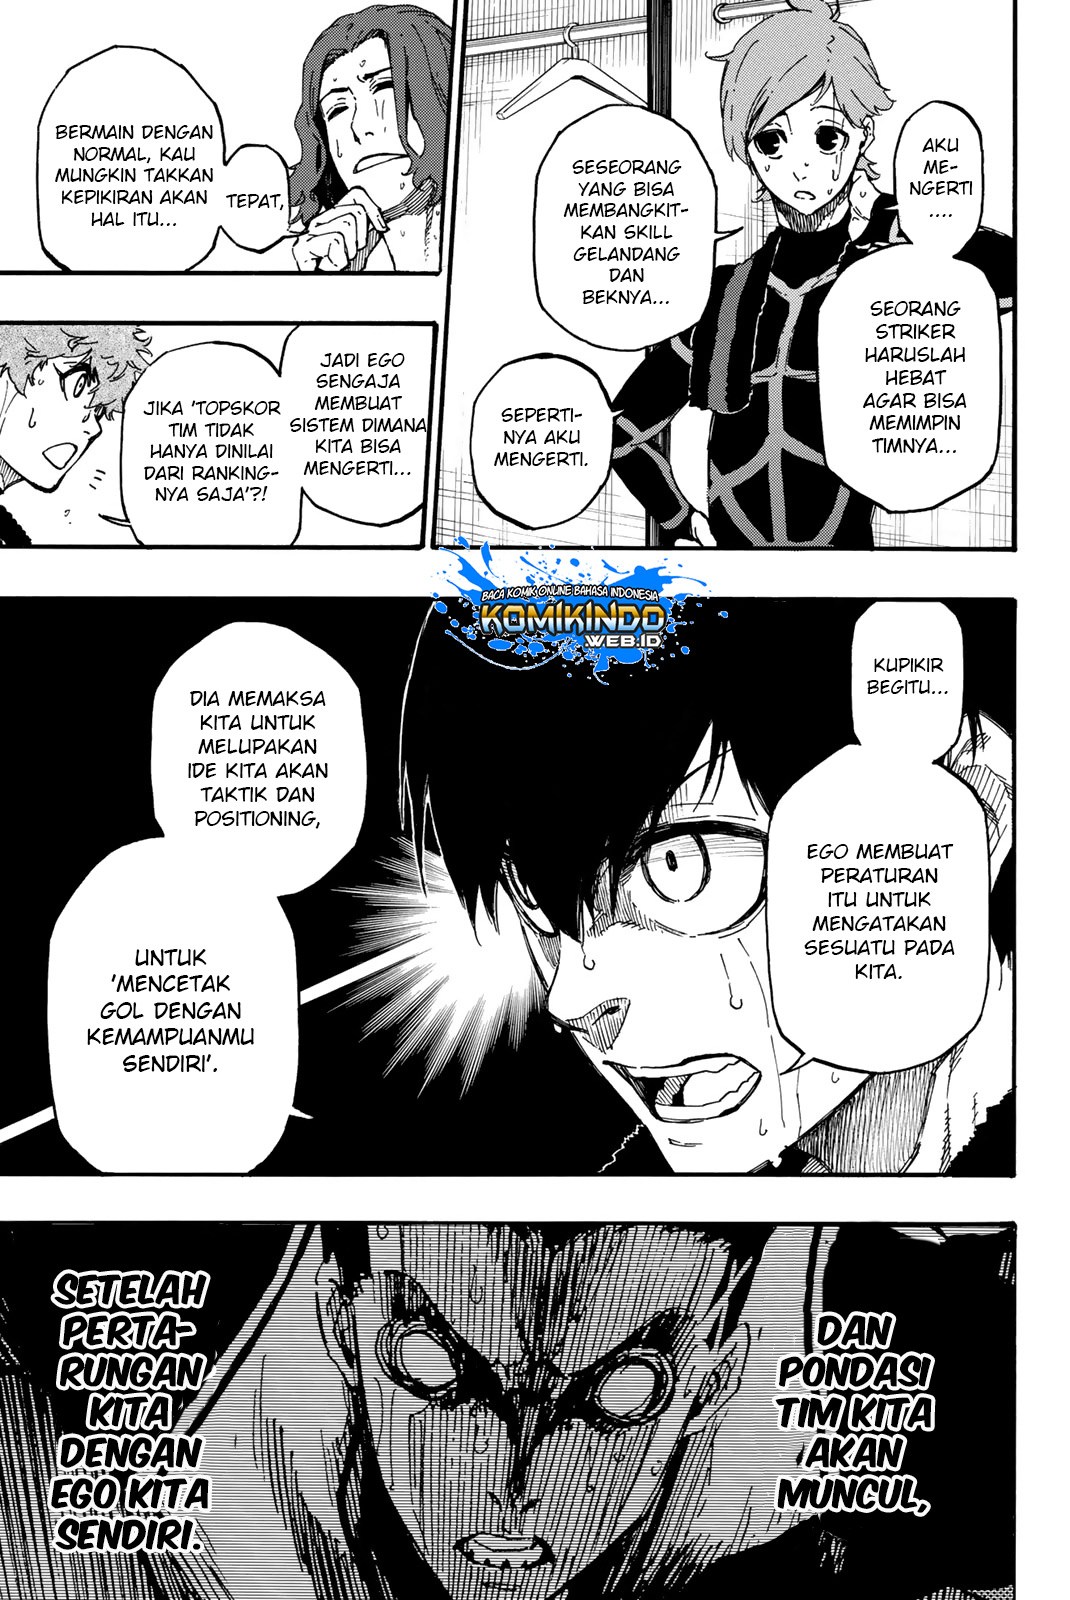 AKU
ME-
NGERTI
....
SEORANG
STRIKER
HARUSLAH
HEBAT
AGAR BISA
MEMIMPIN
TIMNYA...
SESEORANG
YANG BISA
MEMBANGKIT-
KAN SKILL
GELANDANG
DAN
BEKNYA...
SEPERTI-
NYA AKU
MENGERTI.
TEPAT,
BERMAIN DENGAN
NORMAL, KAU
MUNGKIN TAKKAN
KEPIKIRAN AKAN
HAL ITU...
JADI EGO
SENGAJA
MEMBUAT
SISTEM DIMANA
KITA BISA
MENGERTI...
JIKA 'TOPSKOR
TIM TIDAK
HANYA DINILAI
DARI RANKING-
NYA SAJA'?!
BACA KOMIK ONLINE BAHASA INDONESIA
KOMIKINDO
WEB.ID
KUPIKIR
BEGITU...
EGO MEMBUAT
PERATURAN
ITU UNTUK
MENGATAKAN
SESUATU PADA
KITA.
DIA MEMAKSA
KITA UNTUK
MELUPAKAN
IDE KITA AKAN
TAKTIK DAN
POSITIONING,
UNTUK
'MENCETAK
GOL DENGAN
KEMAMPUANMU
SENDIRI'.
DAN
PONDASI
TIM KITA
AKAN
MUNCUL,
SETELAH
PERTA-
RUNGAN
KITA
DENGAN
EGO KITA
SENDIRI.